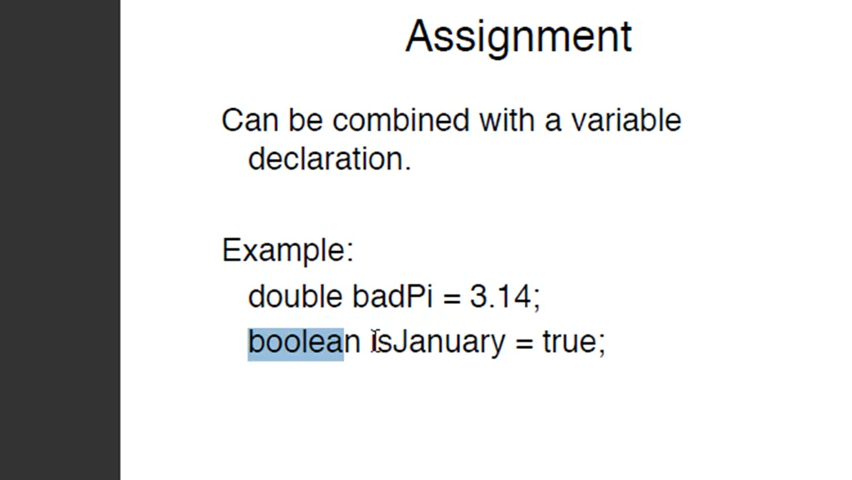 Assignment
Can be combined with a variable
declaration.
Example:
double badPi = 3.14;
boolean isJanuary = true;